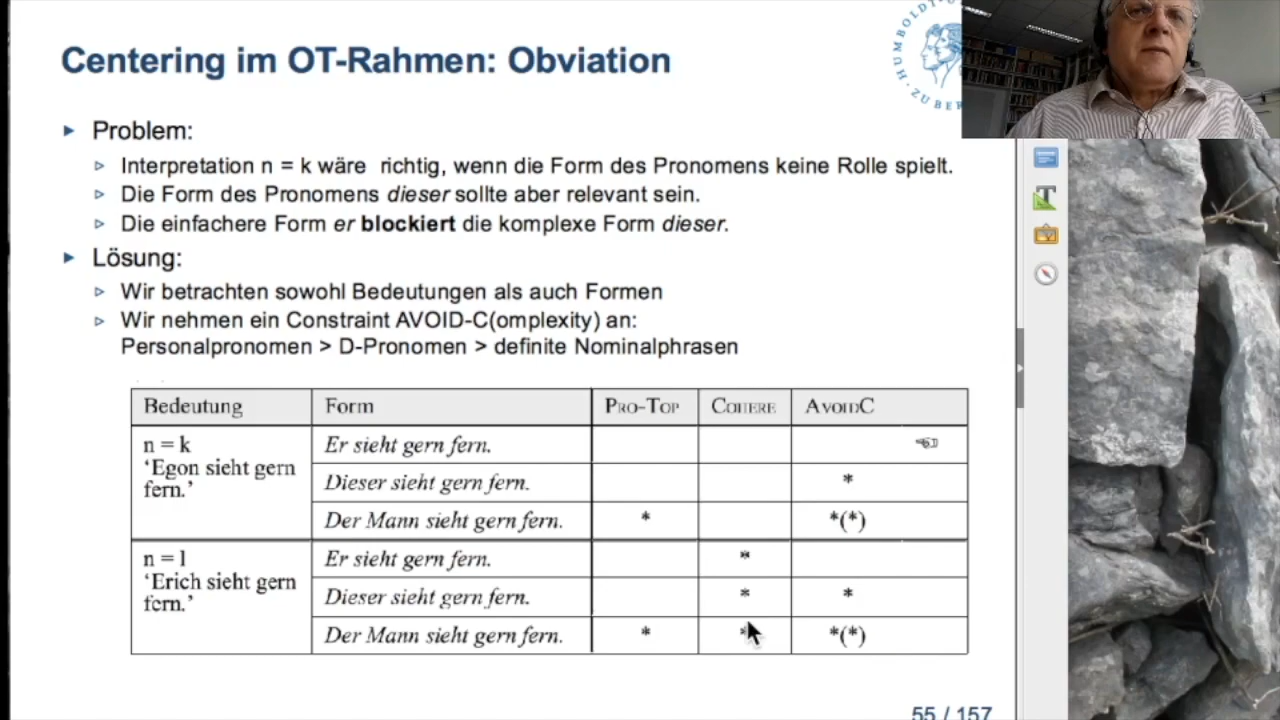 Centering im OT-Rahmen: Obviation
HUMBOLDT-U
ZU BER
Problem:
Interpretation n = k wäre richtig, wenn die Form des Pronomens keine Rolle spielt.
Die Form des Pronomens dieser sollte aber relevant sein.
Die einfachere Form er blockiert die komplexe Form dieser.
Lösung:
Wir betrachten sowohl Bedeutungen als auch Formen
Wir nehmen ein Constraint AVOID-C(omplexity) an:
Personalpronomen > D-Pronomen > definite Nominalphrasen
Bedeutung Form PRO-TOP COHERE AVOIDC
n = k
'Egon sieht gern
fern.'
Er sieht gern fern.
Dieser sieht gern fern. *
Der Mann sieht gern fern. * *(*)
n = l
'Erich sieht gern
fern.'
Er sieht gern fern. *
Dieser sieht gern fern. * *
Der Mann sieht gern fern. * * *(*)
55 / 157